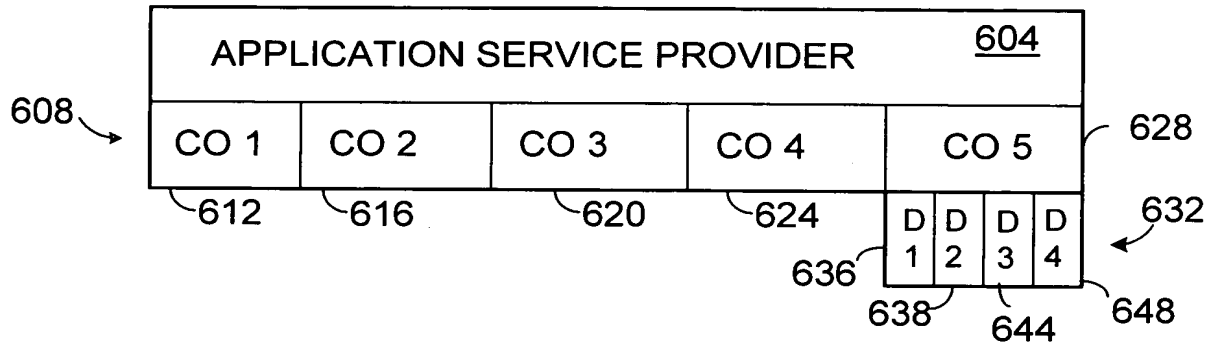 APPLICATION SERVICE PROVIDER 604
608 CO 1 CO 2 CO 3 CO 4 CO 5 628
612 616 620 624
D 1 D 2 D 3 D 4 632
636
638 644 648